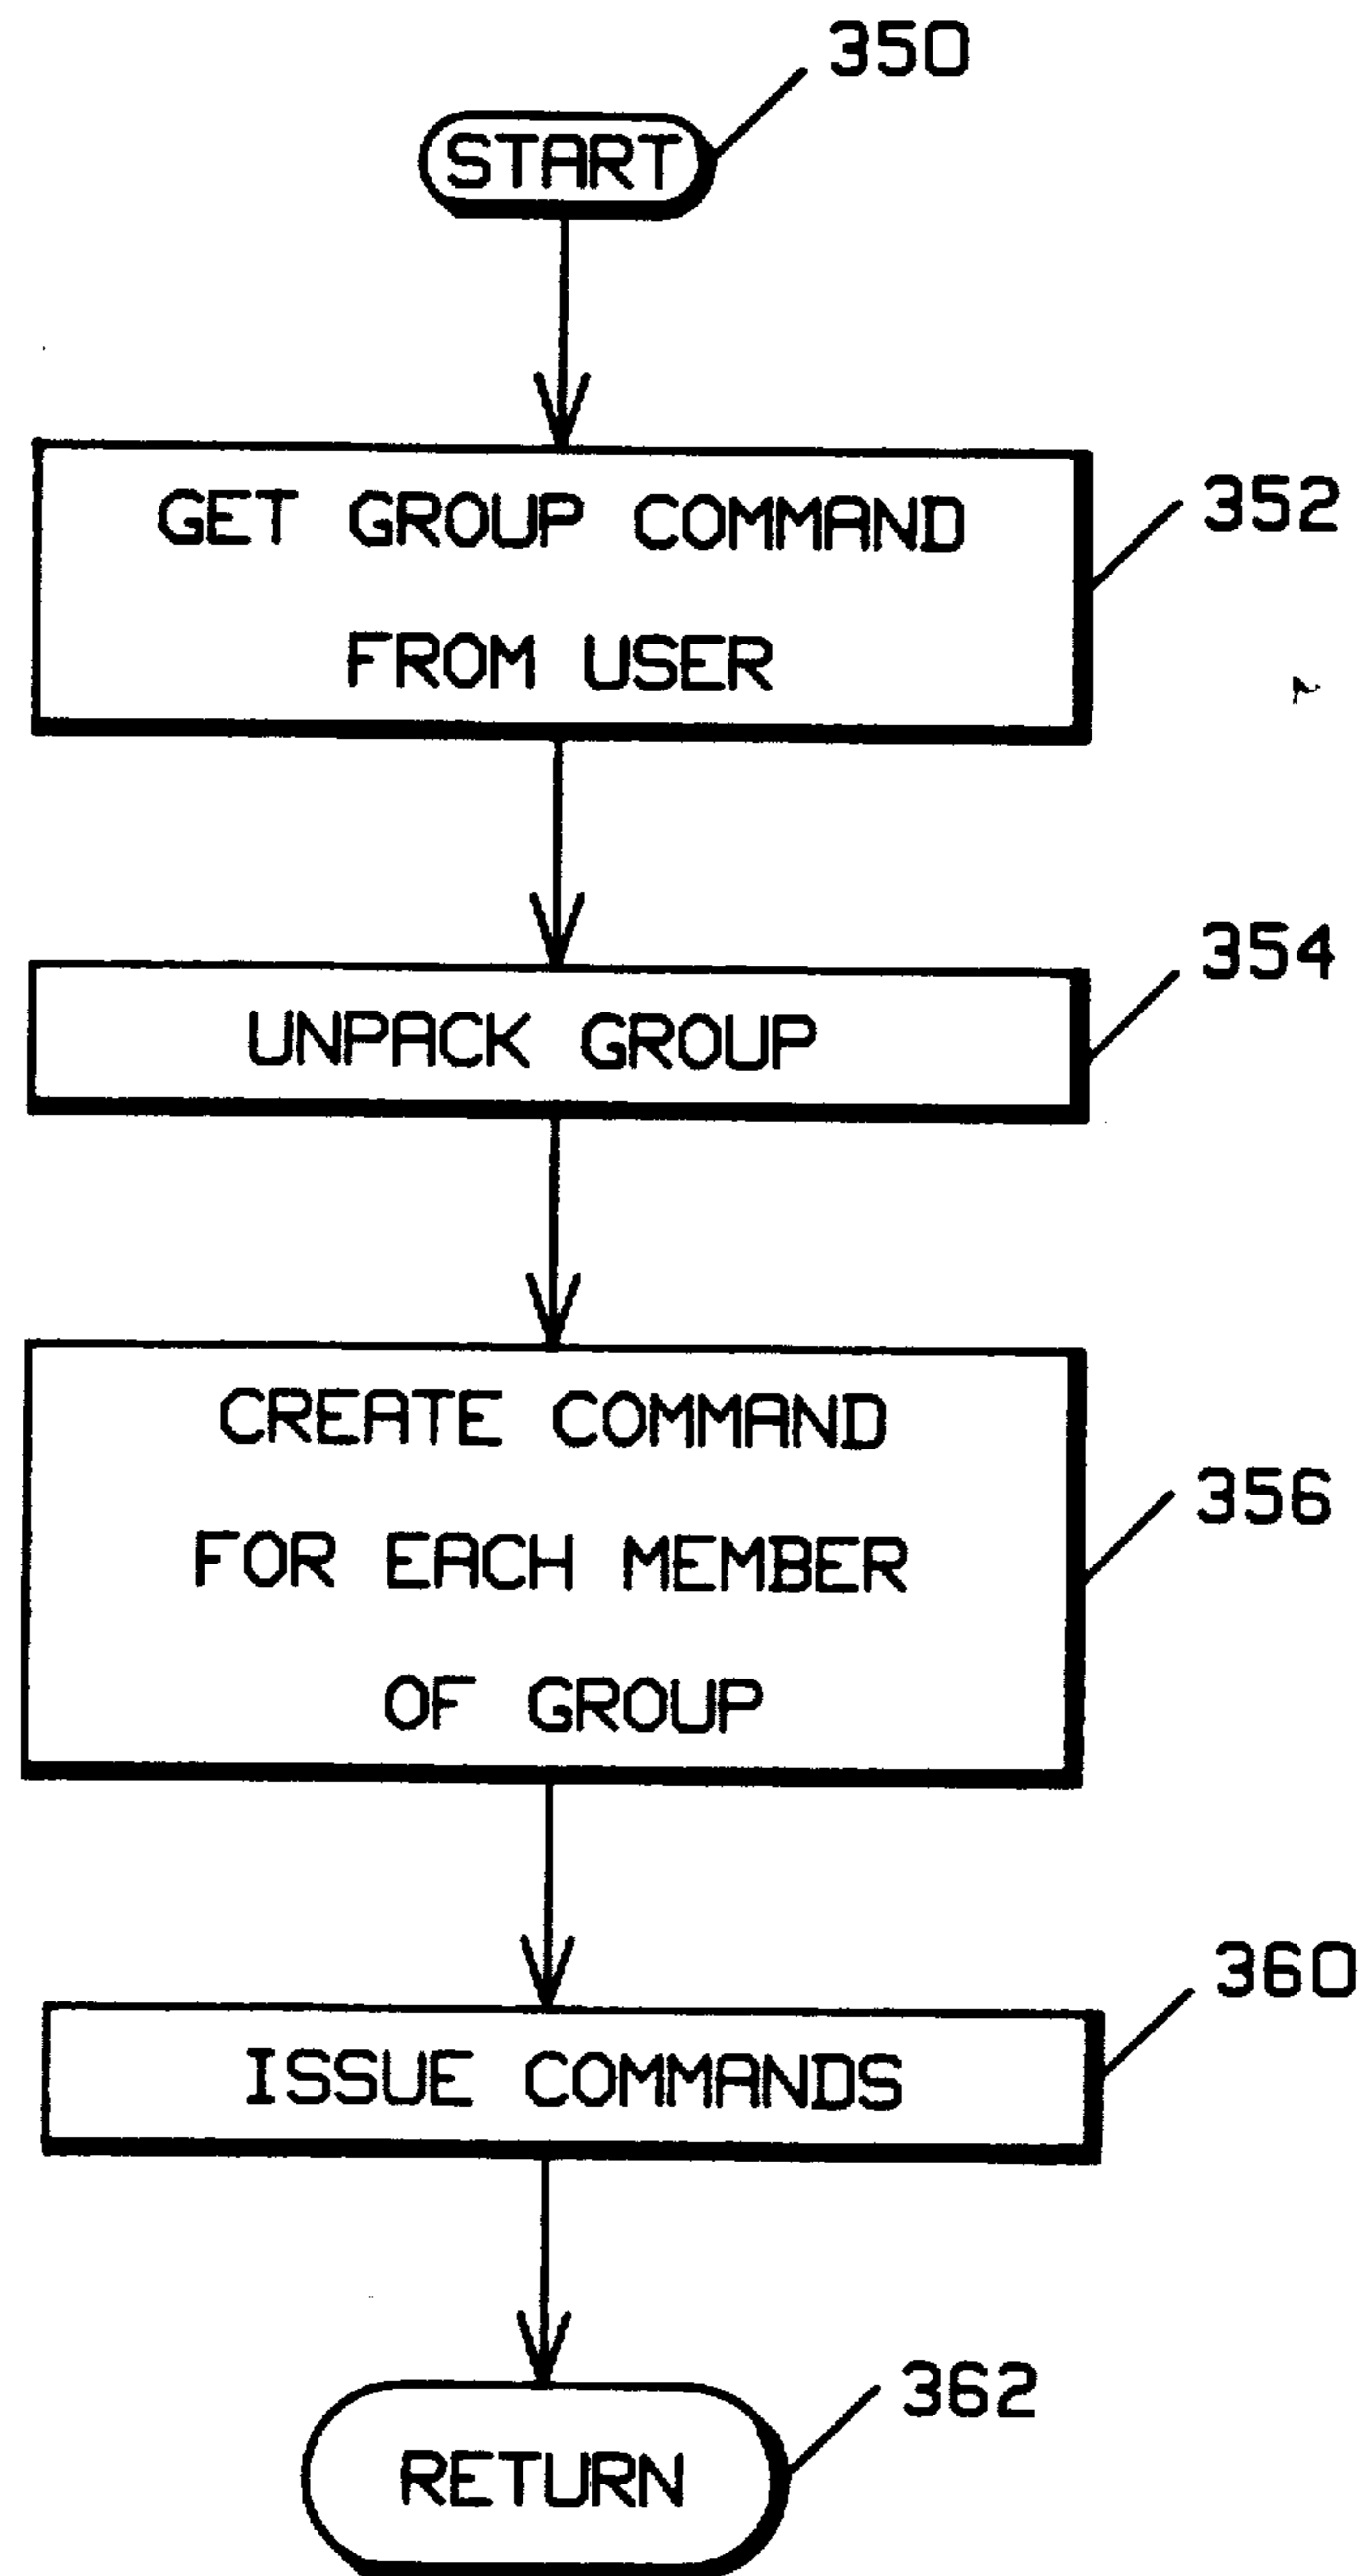 350
START
GET GROUP COMMAND
FROM USER
352
UNPACK GROUP
354
CREATE COMMAND
FOR EACH MEMBER
OF GROUP
356
ISSUE COMMANDS
360
RETURN
362